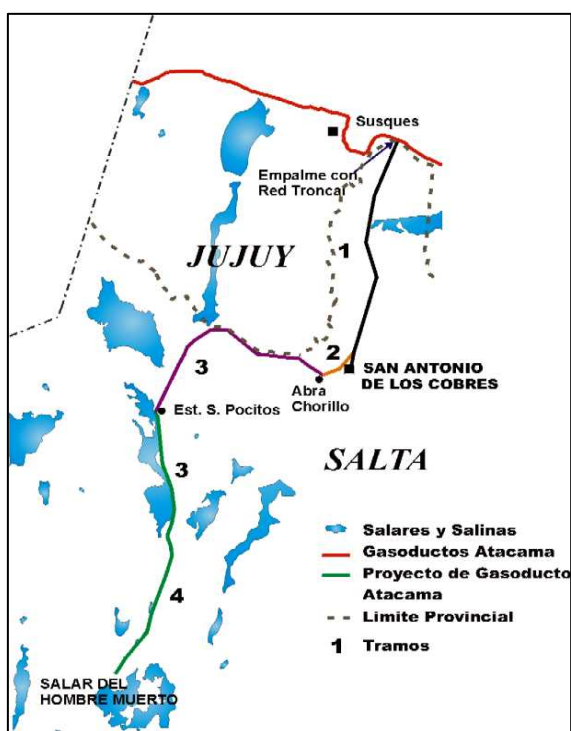 Susques
Empalme con
Red Troncal
JUJUY
1
2
SAN ANTONIO
DE LOS COBRES
3
Abra
Chorillo
Est. S. Pocitos
SALTA
3
4
SALAR DEL
HOMBRE MUERTO
Salares y Salinas
Gasoductos Atacama
Proyecto de Gasoducto
Atacama
Limite Provincial
1 Tramos